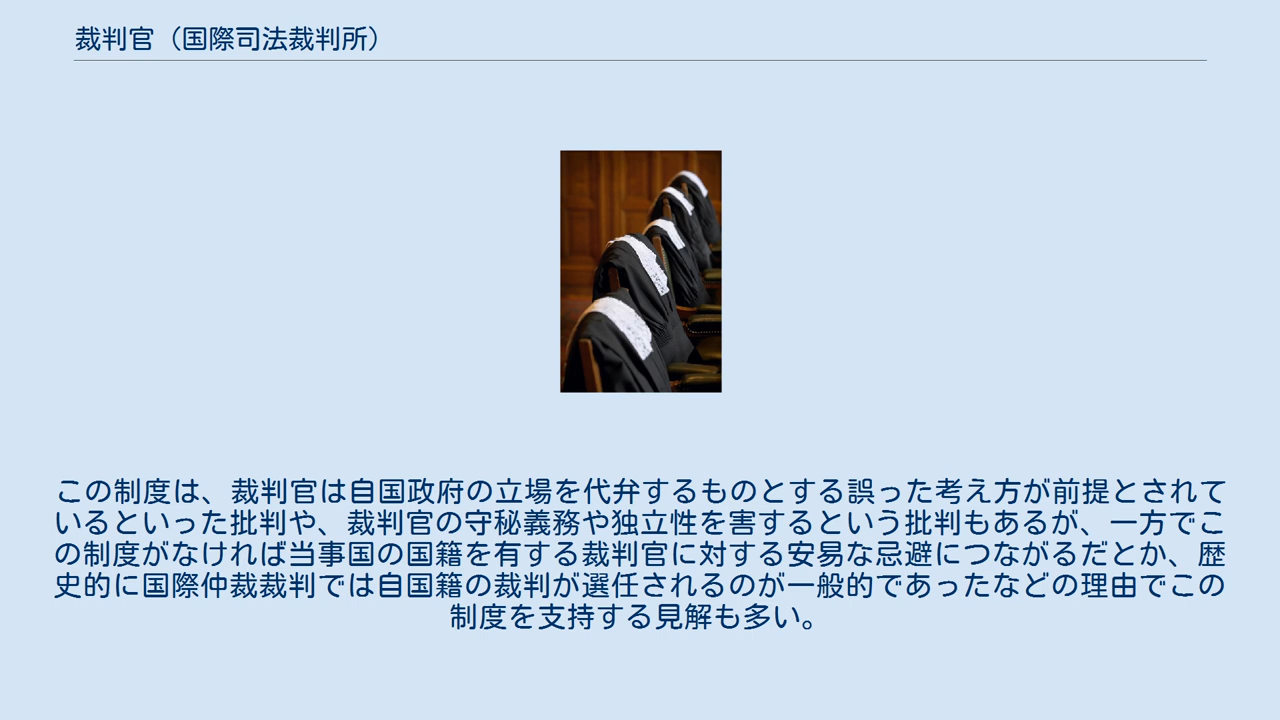 裁判官（国際司法裁判所）
この制度は、裁判官は自国政府の立場を代弁するものとする誤った考え方が前提とされて
いるといった批判や、裁判官の守秘義務や独立性を害するという批判もあるが、一方でこ
の制度がなければ当事国の国籍を有する裁判官に対する安易な忌避につながるだとか、歴
史的に国際仲裁裁判では自国籍の裁判が選任されるのが一般的であったなどの理由でこの
制度を支持する見解も多い。